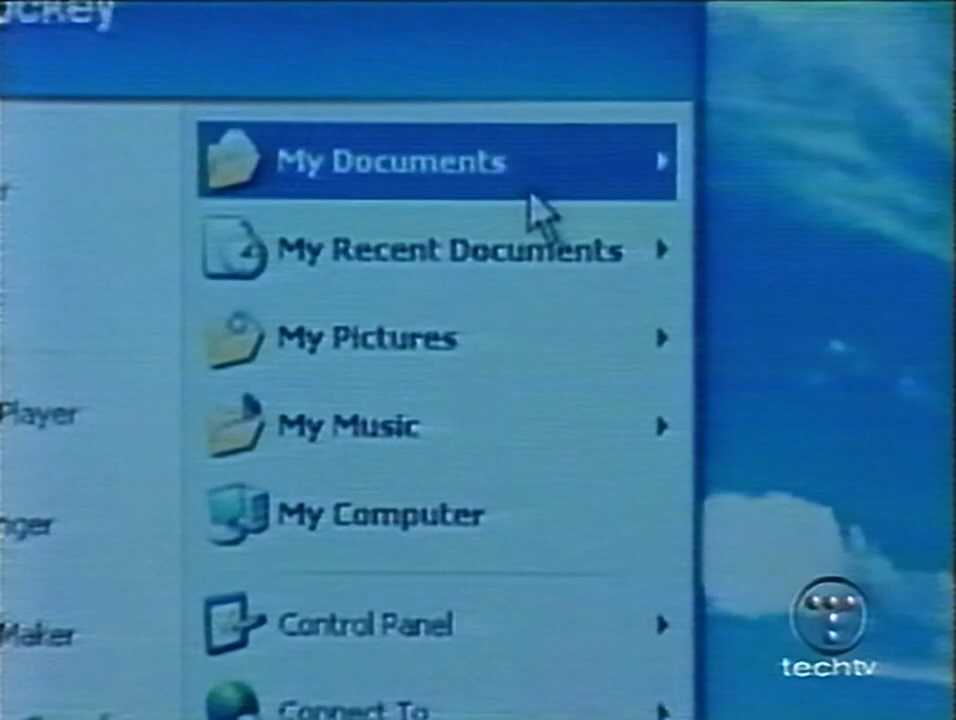 My Documents
My Recent Documents
My Pictures
Player
My Music
My Computer
Maker
Control Panel
Connect To
techtv